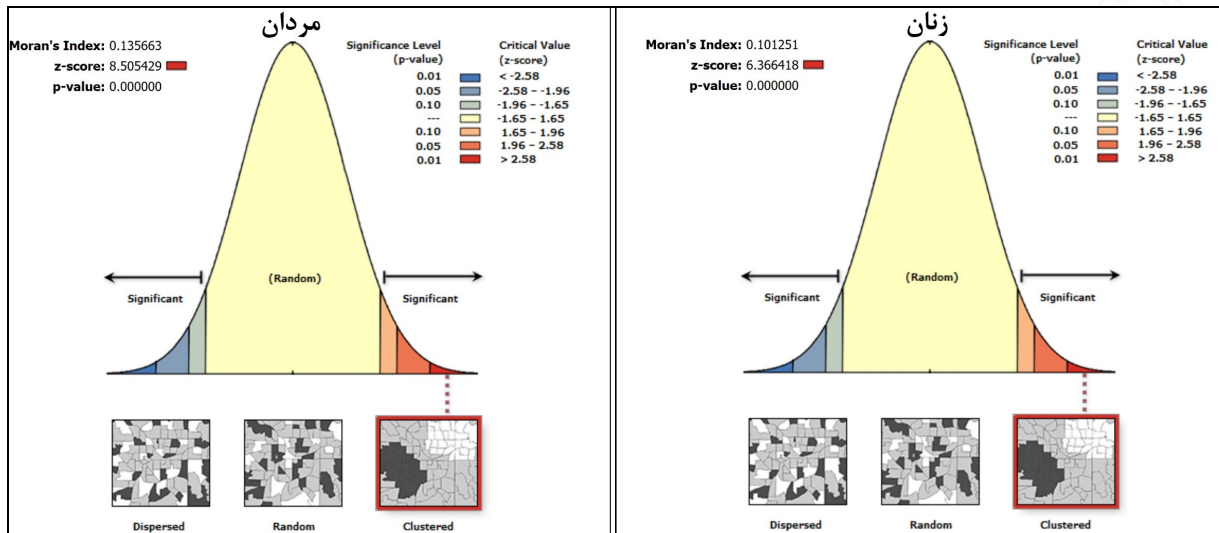 مردان
Moran's Index: 0.135663
z-score: 8.505429
p-value: 0.000000
Significance Level (p-value)
Critical Value (z-score)
0.01 < -2.58
0.05 -2.58 – -1.96
0.10 -1.96 – -1.65
--- -1.65 – 1.65
0.10 1.65 – 1.96
0.05 1.96 – 2.58
0.01 > 2.58
(Random)
Significant
Significant
Dispersed
Random
Clustered
زنان
Moran's Index: 0.101251
z-score: 6.366418
p-value: 0.000000
Significance Level (p-value)
Critical Value (z-score)
0.01 < -2.58
0.05 -2.58 – -1.96
0.10 -1.96 – -1.65
--- -1.65 – 1.65
0.10 1.65 – 1.96
0.05 1.96 – 2.58
0.01 > 2.58
(Random)
Significant
Significant
Dispersed
Random
Clustered